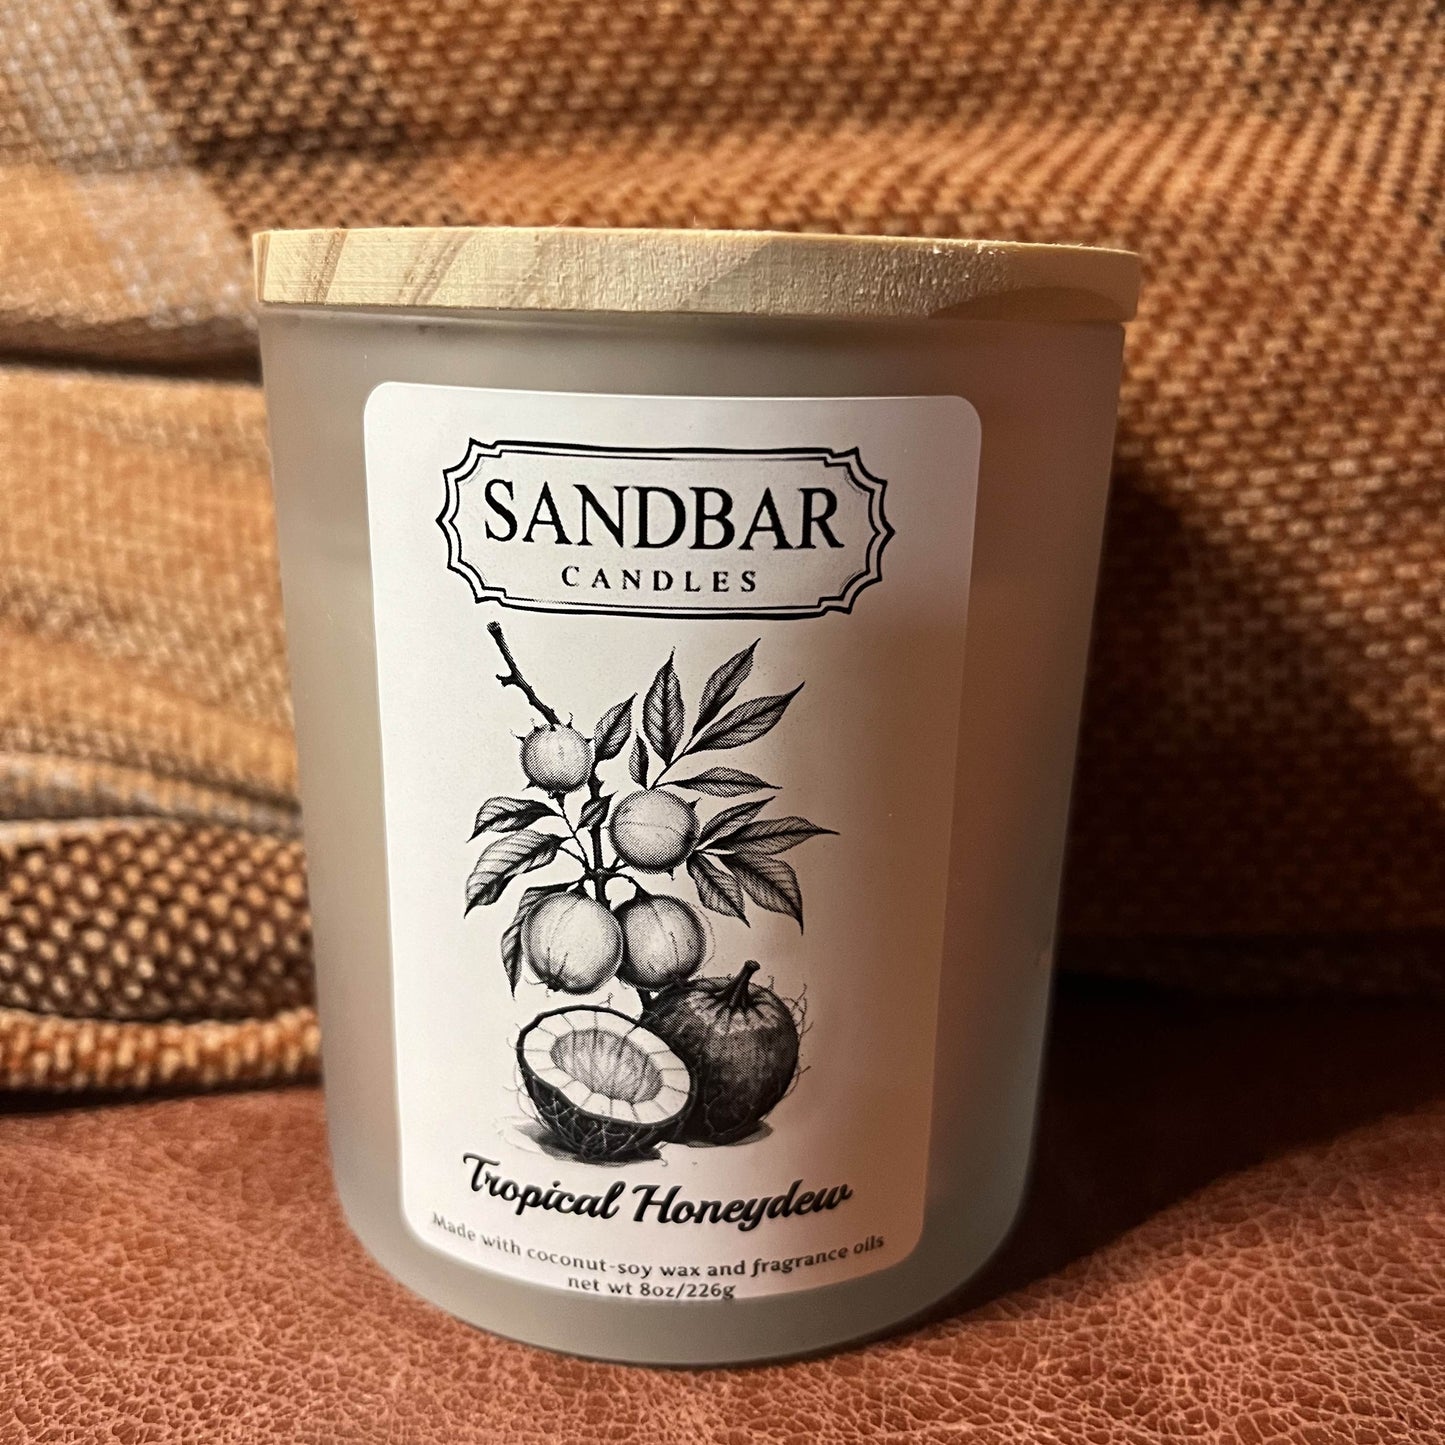 SANDBAR
CANDLES
Tropical Honeydew
Made with coconut-soy wax and fragrance oils
net wt 8oz/226g